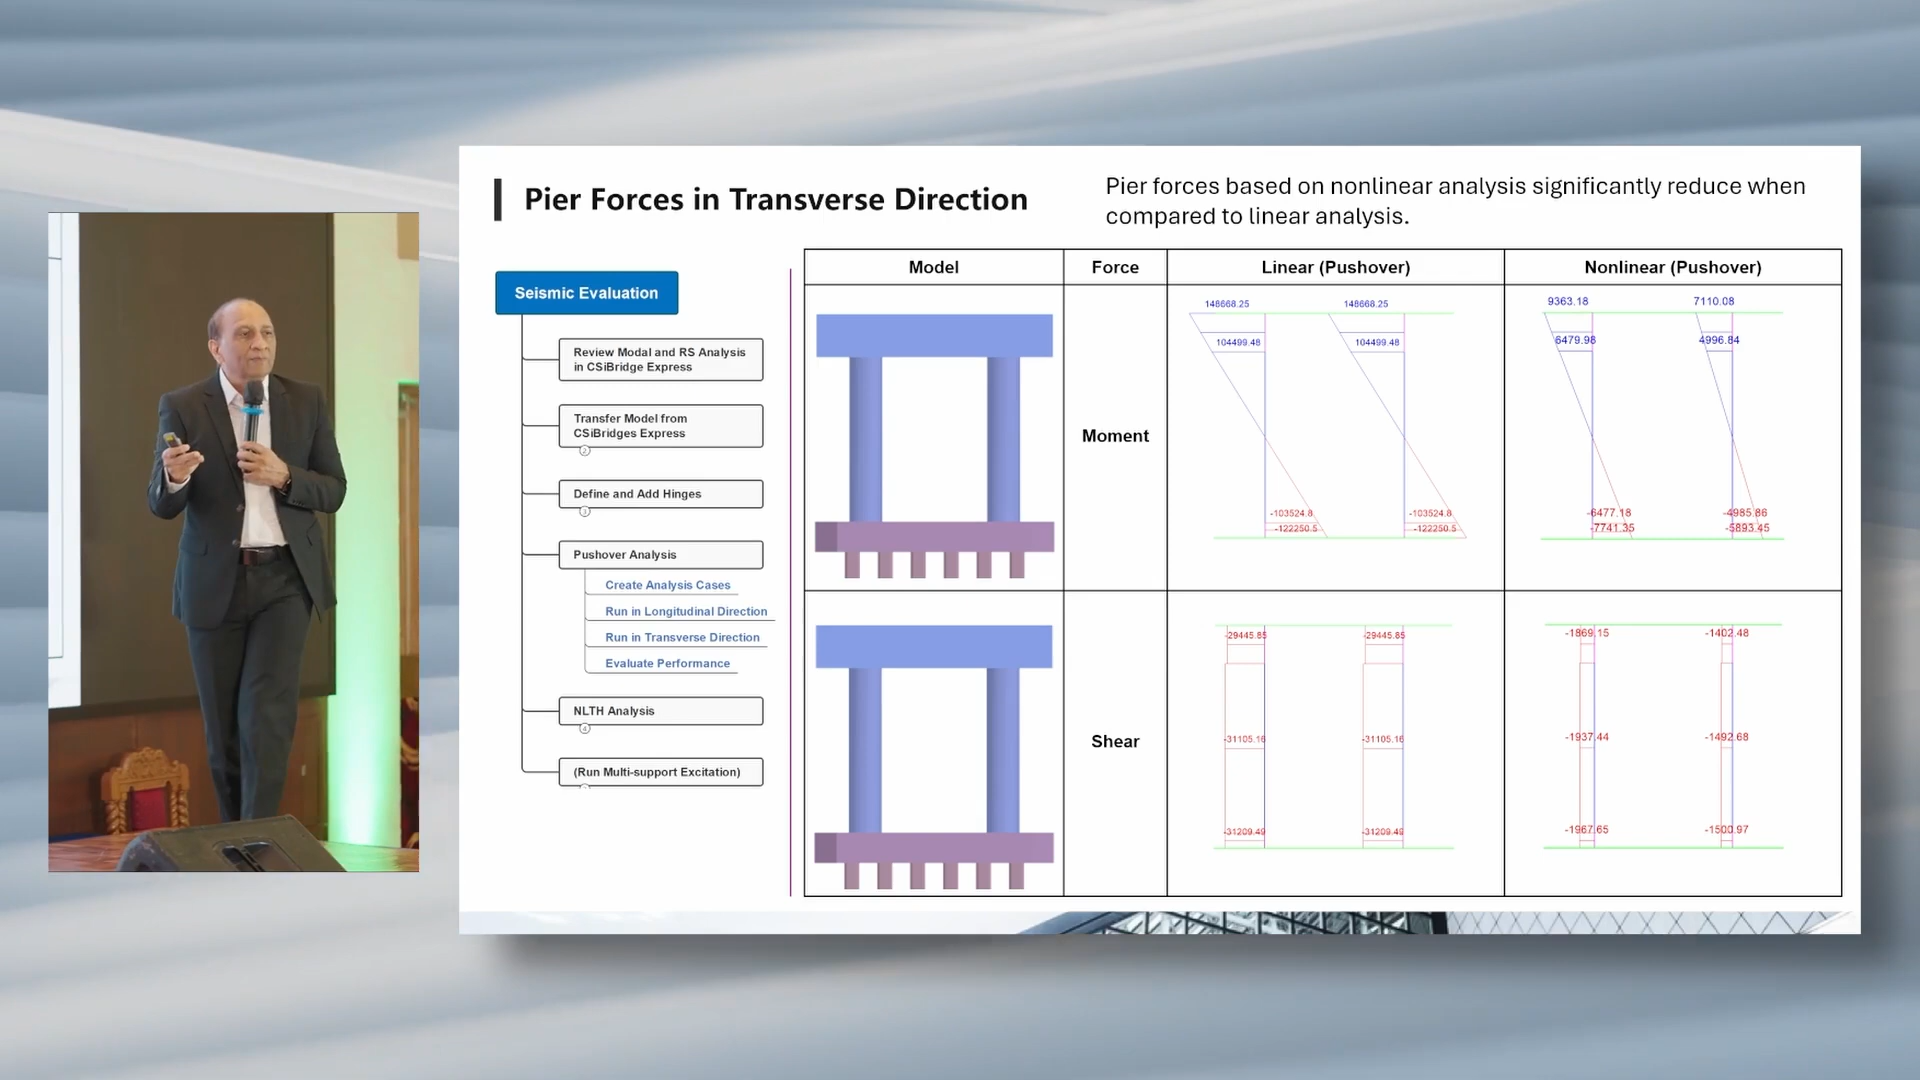 Pier Forces in Transverse Direction
Pier forces based on nonlinear analysis significantly reduce when
compared to linear analysis.
Seismic Evaluation
Review Modal and RS Analysis
in CSiBridge Express
Transfer Model from
CSiBridges Express
2
Define and Add Hinges
3
Pushover Analysis
Create Analysis Cases
Run in Longitudinal Direction
Run in Transverse Direction
Evaluate Performance
NLTH Analysis
4
(Run Multi-support Excitation)
Model Force Linear (Pushover) Nonlinear (Pushover)
Moment
148668.25 148668.25
104499.48 104499.48
-103524.8 -103524.8
-122250.5 -122250.5
9363.18 7110.08
6479.98 4996.84
-6477.18 -4985.86
-7741.35 -5893.45
Shear
-29445.85 -29445.85
-31105.16 -31105.16
-31209.49 -31209.49
-1869.15 -1402.48
-1937.44 -1492.68
-1967.65 -1500.97